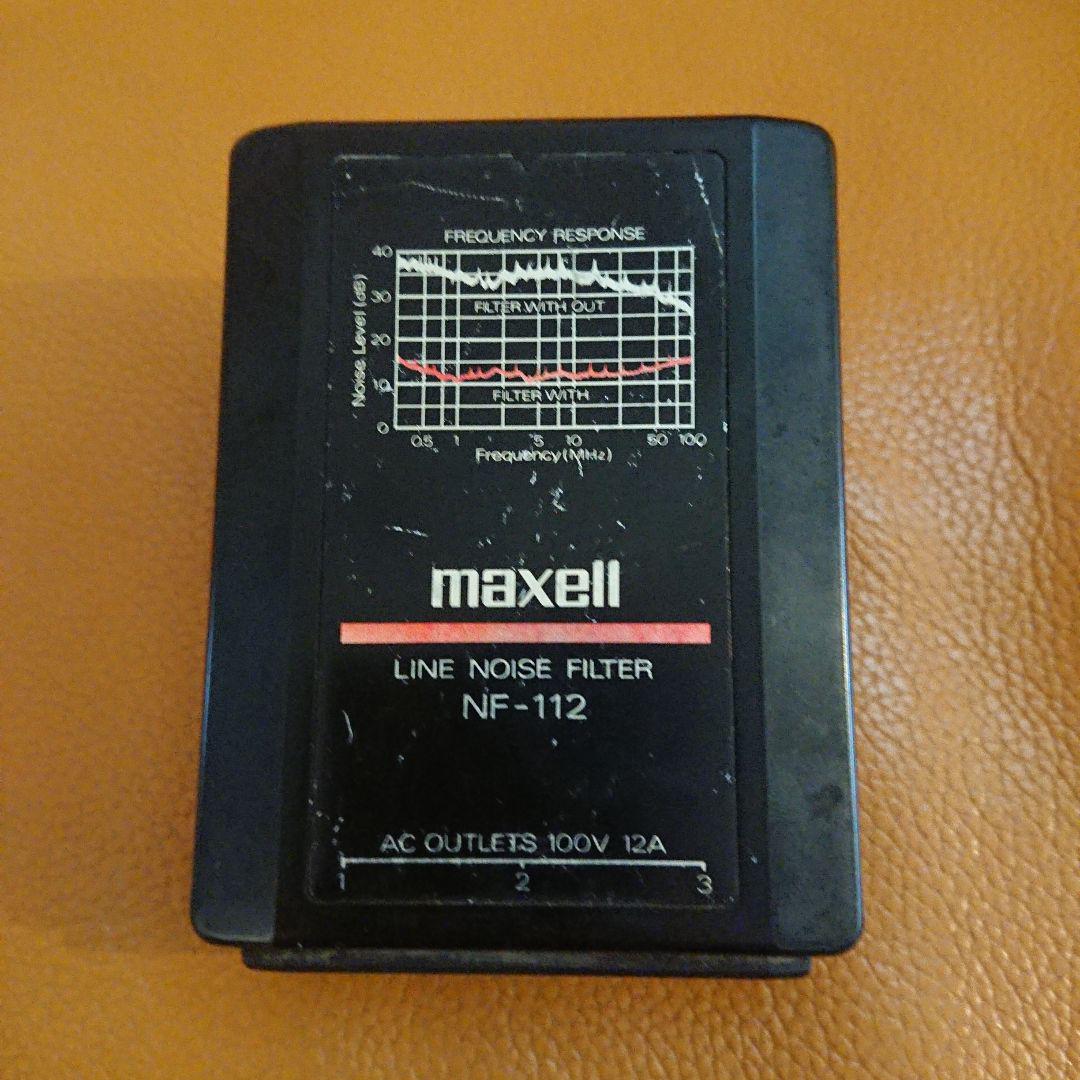 FREQUENCY RESPONSE
40
30
20
10
0
Noise Level (dB)
FILTER WITH OUT
FILTER WITH
0.5 1 5 10 50 100
Frequency (MHz)
maxell
LINE NOISE FILTER
NF-112
AC OUTLETS 100V 12A
1 2 3